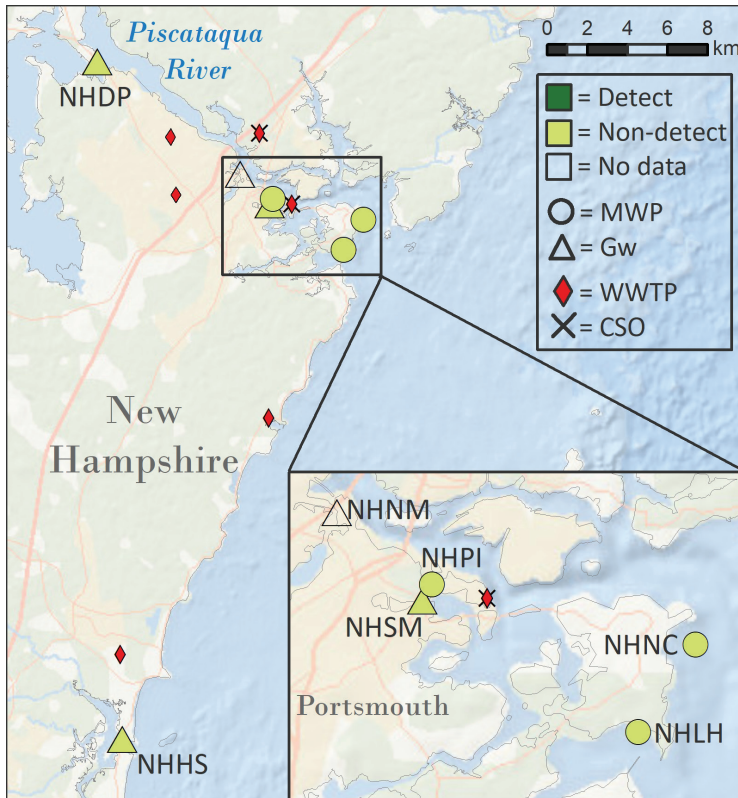 Piscataqua
River
0 2 4 6 8
km
NHDP
= Detect
= Non-detect
= No data
= MWP
= Gw
= WWTP
= CSO
New
Hampshire
NHNM
NHPI
NHSM
NHNC
Portsmouth
NHLH
NHHS